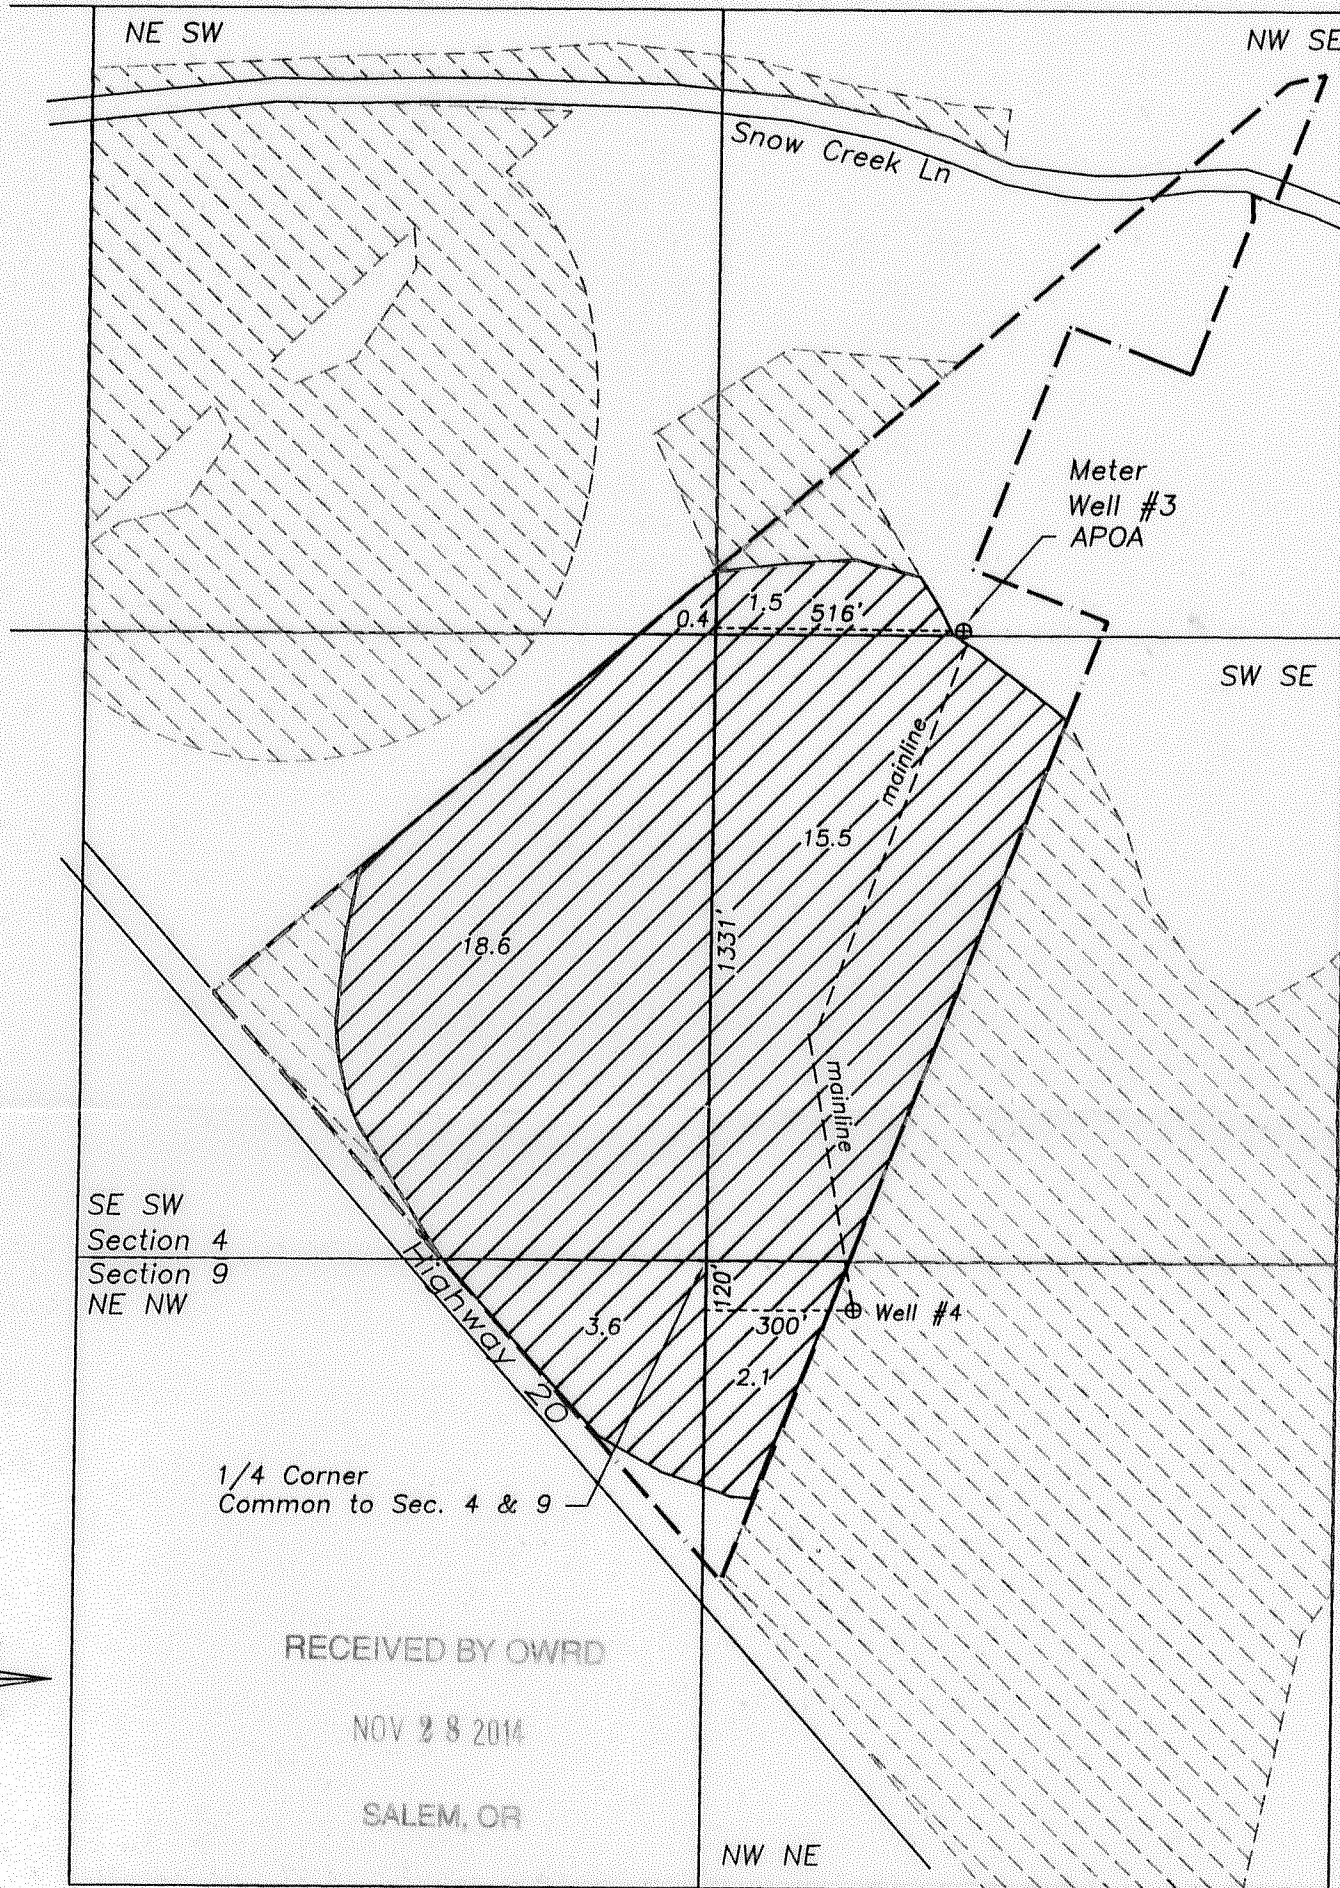 NE SW
NW SE
Snow Creek Ln
Meter
Well #3
APOA
0.4
1.5
516'
SW SE
mainline
15.5
18.6
1331'
mainline
SE SW
Section 4
Section 9
NE NW
Highway 20
120'
3.6
300'
Well #4
2.1
1/4 Corner
Common to Sec. 4 & 9
RECEIVED BY OWRD
NOV 28 2014
SALEM, OR
NW NE